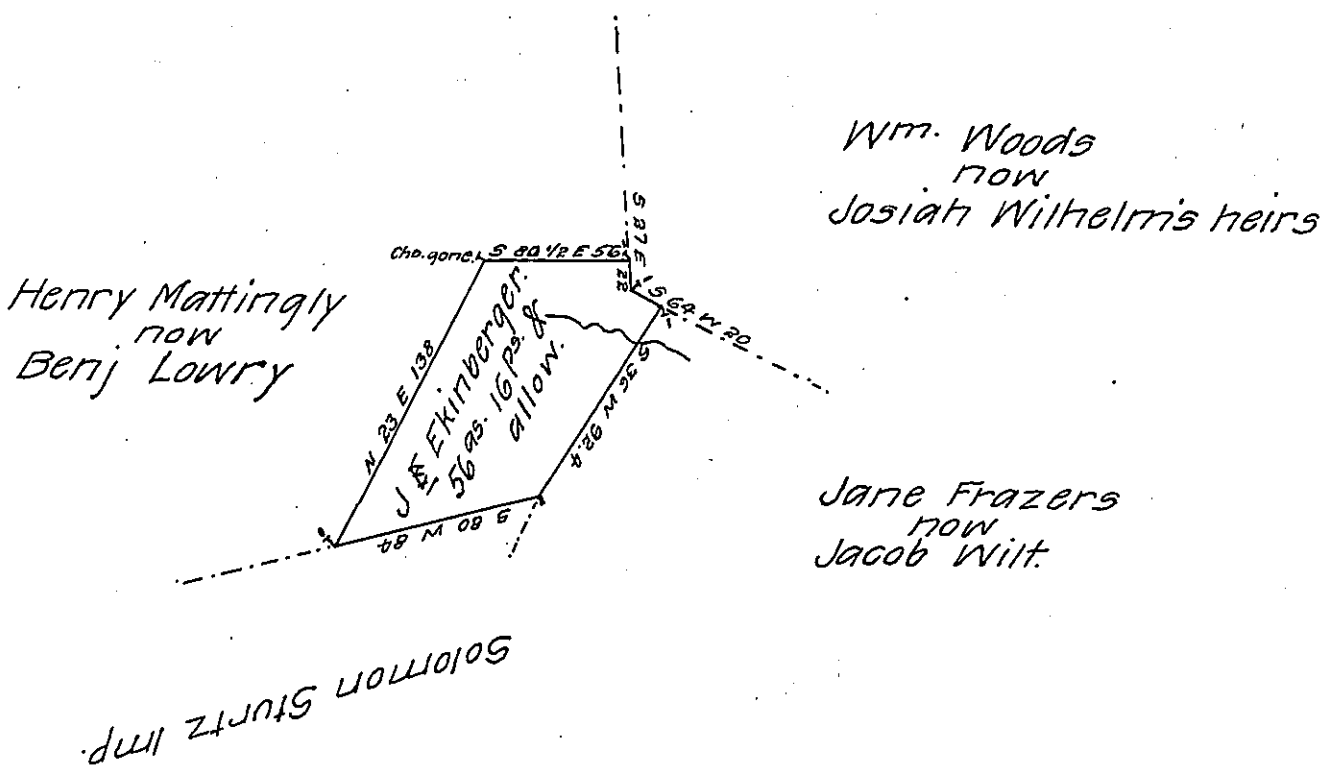 Wm. Woods
now
Josiah Wilhelm's heirs
S 27 E
22
Cho. gone.
S 80 1/2 E 56
S 64 W 20
Henry Mattingly
now
Benj Lowry
N 23 E 138
J & Ekinberger.
56 as. 16 ps. &
allow.
S 36 W 92.4
S 80 W 84
Jane Frazers
now
Jacob Wilt.
Solomon Sturtz Imp.